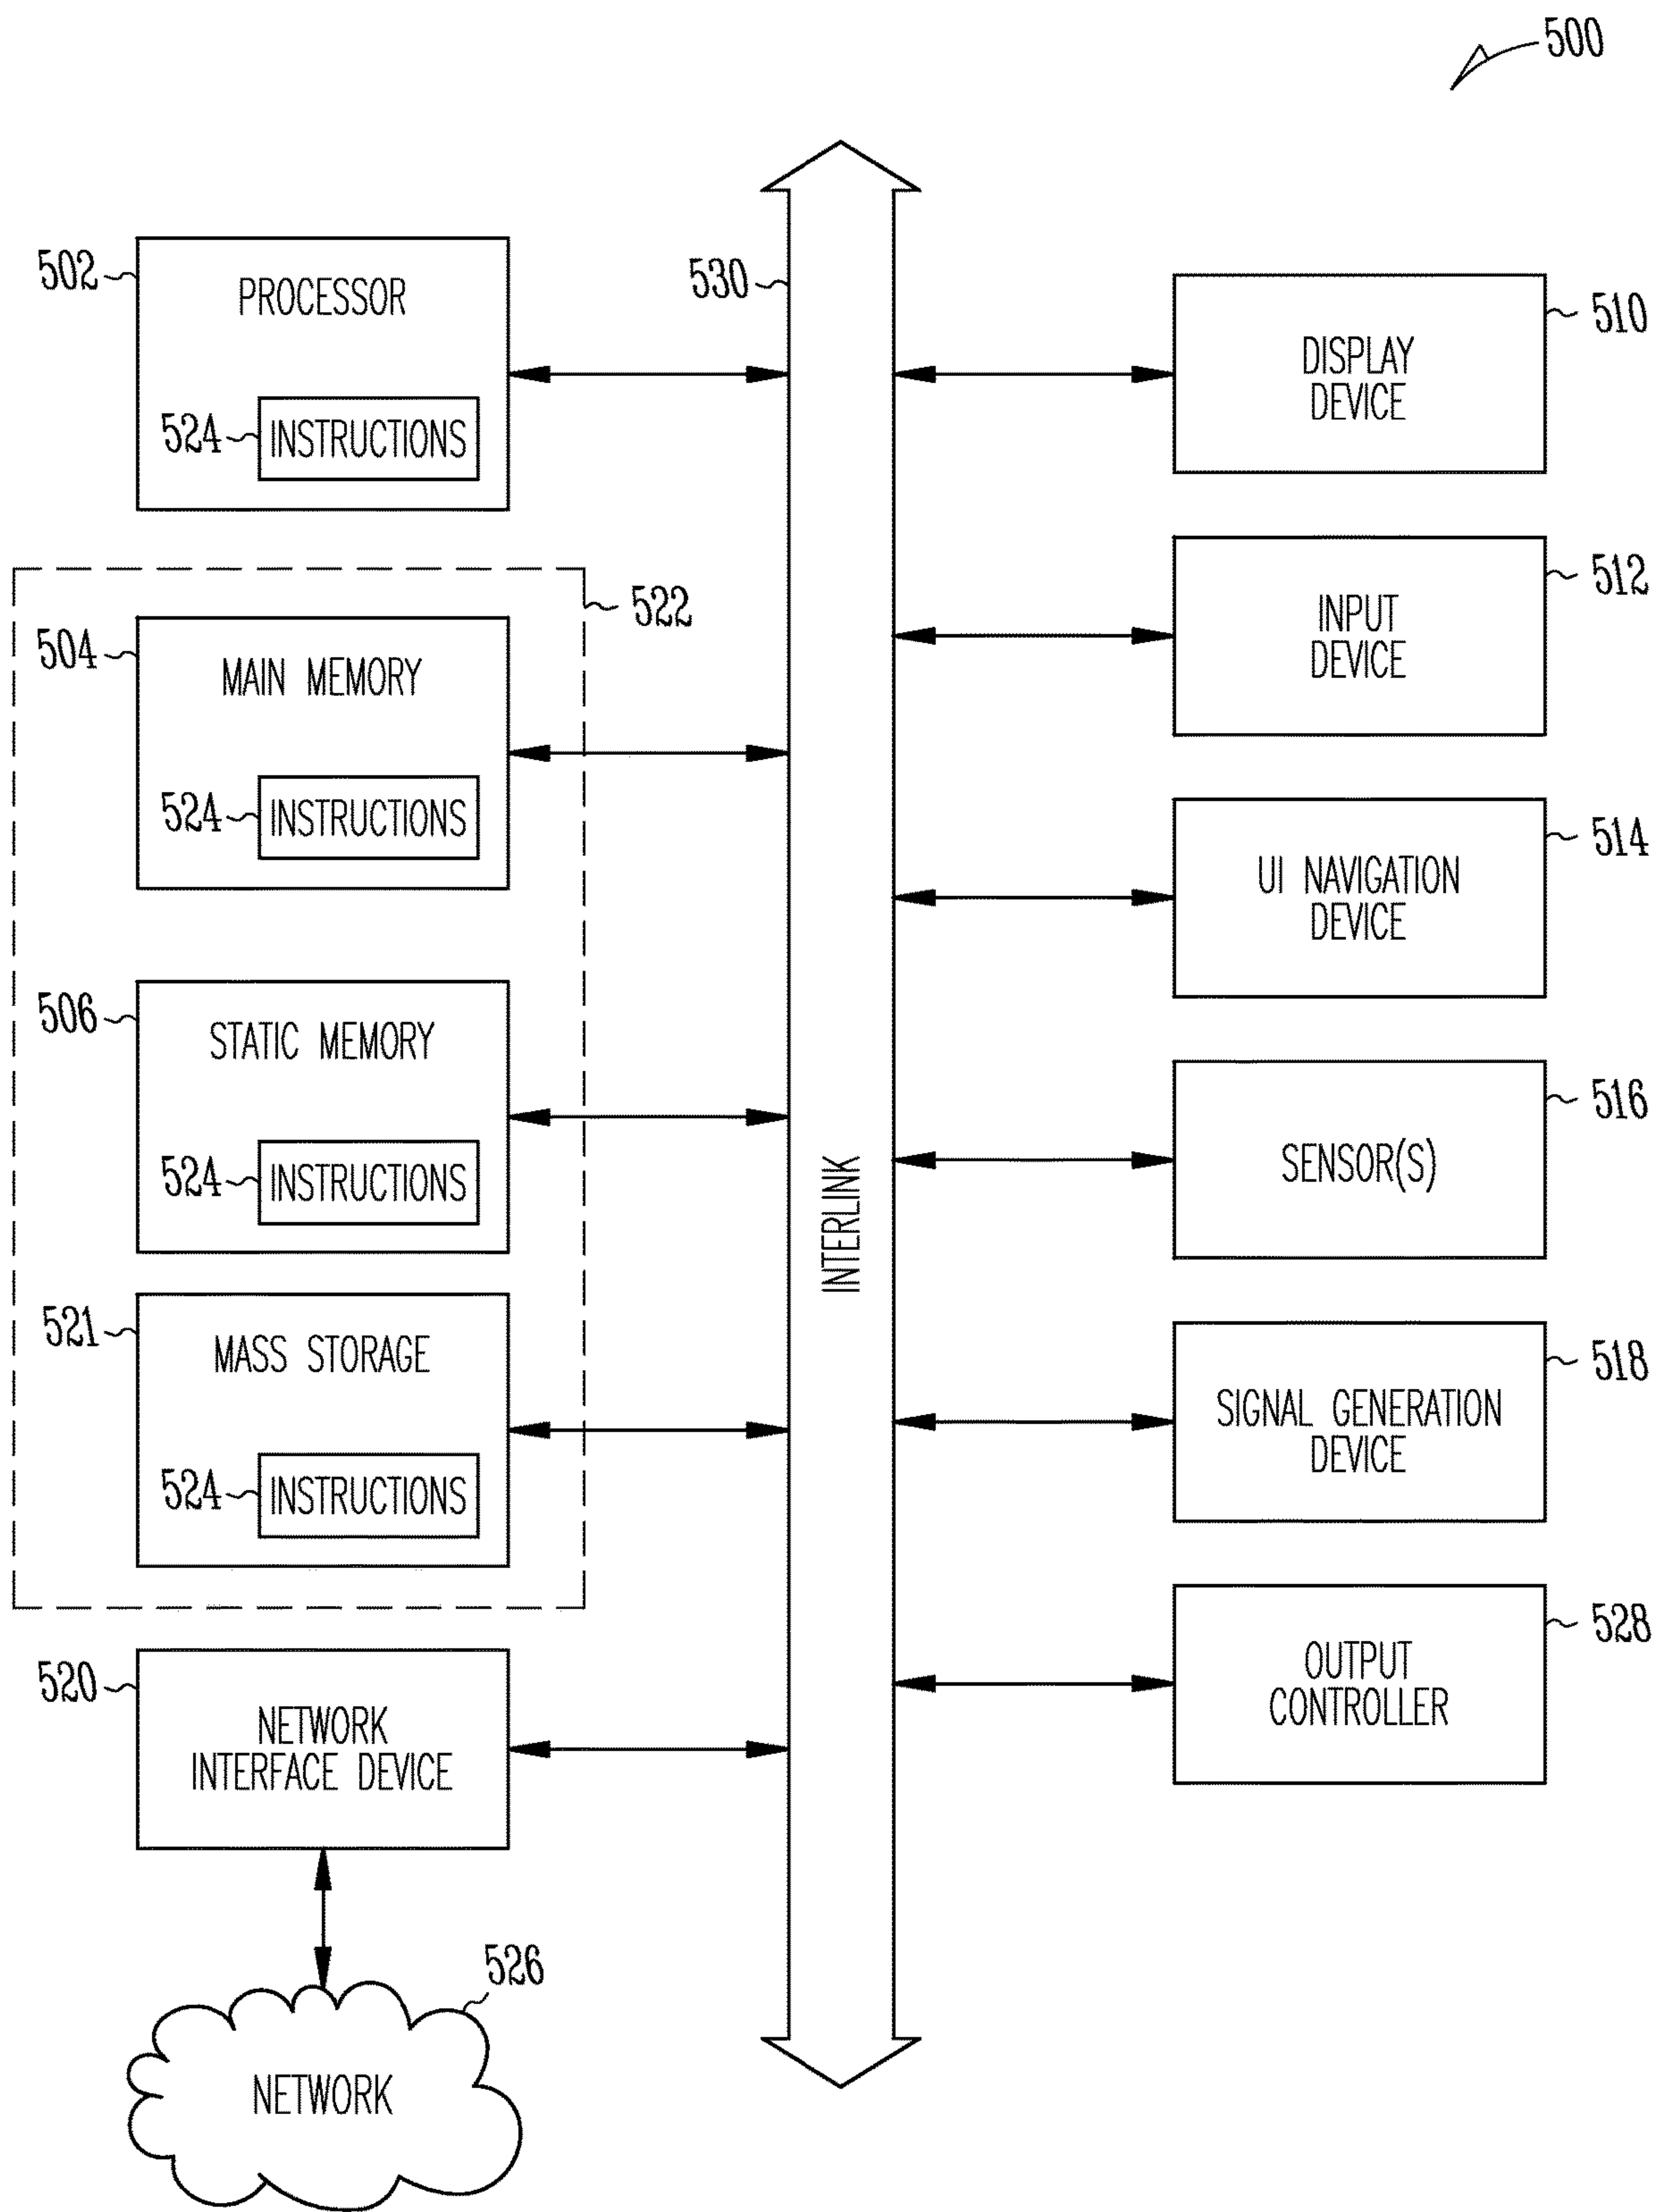 500
502
PROCESSOR
524
INSTRUCTIONS
522
504
MAIN MEMORY
524
INSTRUCTIONS
506
STATIC MEMORY
524
INSTRUCTIONS
521
MASS STORAGE
524
INSTRUCTIONS
520
NETWORK
INTERFACE DEVICE
526
NETWORK
530
INTERLINK
510
DISPLAY
DEVICE
512
INPUT
DEVICE
514
UI NAVIGATION
DEVICE
516
SENSOR(S)
518
SIGNAL GENERATION
DEVICE
528
OUTPUT
CONTROLLER